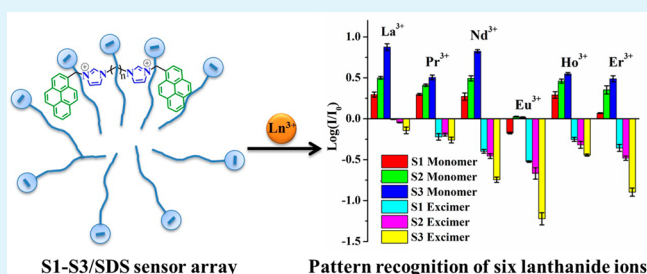 n
Ln³⁺
S1-S3/SDS sensor array
Log(I/I₀)
1.0
0.5
0.0
-0.5
-1.0
-1.5
La³⁺
Pr³⁺
Nd³⁺
Eu³⁺
Ho³⁺
Er³⁺
S1 Monomer
S2 Monomer
S3 Monomer
S1 Excimer
S2 Excimer
S3 Excimer
Pattern recognition of six lanthanide ions